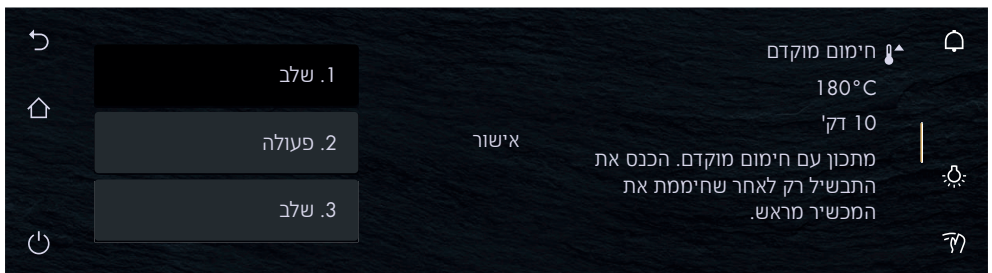 חימום מוקדם
180°C
10 דק'
מתכון עם חימום מוקדם. הכנס את
התבשיל רק לאחר שחיממת את
המכשיר מראש.
אישור
1. שלב
2. פעולה
3. שלב